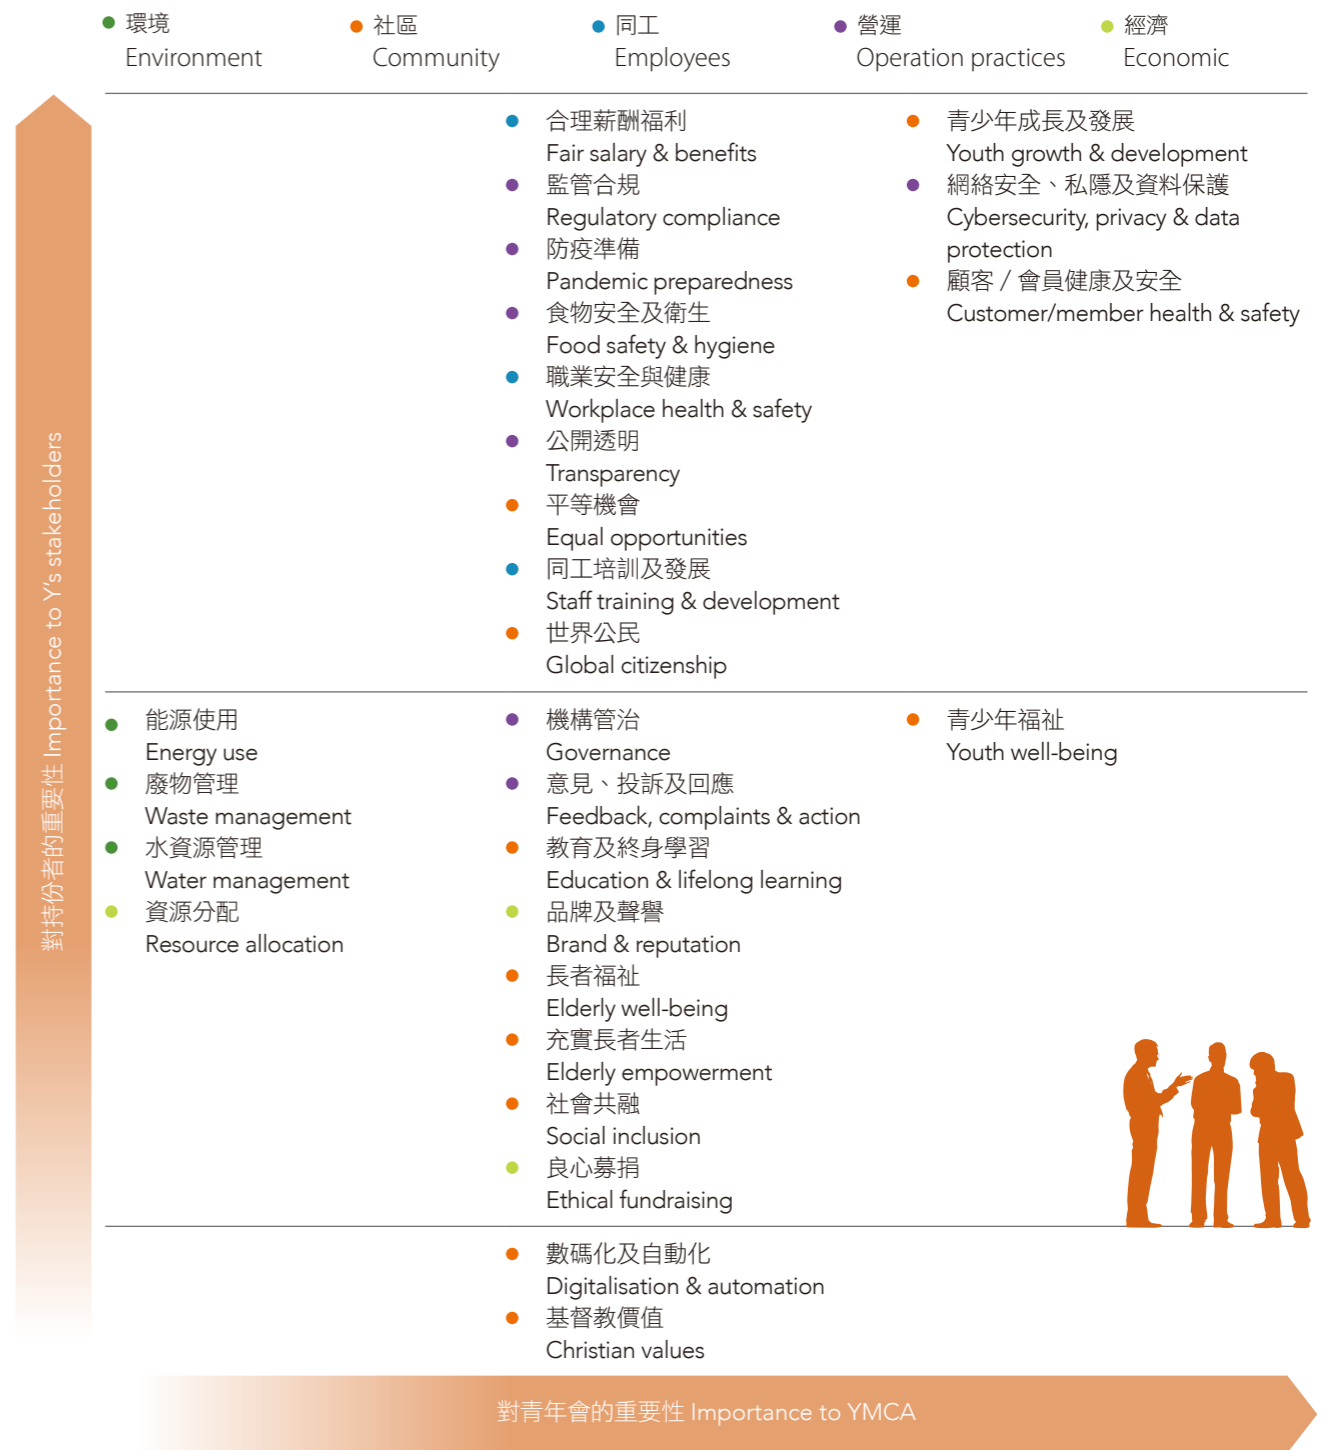 環境
Environment
社區
Community
同工
Employees
營運
Operation practices
經濟
Economic
對持份者的重要性 Importance to Y's stakeholders
合理薪酬福利
Fair salary & benefits
監管合規
Regulatory compliance
防疫準備
Pandemic preparedness
食物安全及衛生
Food safety & hygiene
職業安全與健康
Workplace health & safety
公開透明
Transparency
平等機會
Equal opportunities
同工培訓及發展
Staff training & development
世界公民
Global citizenship
青少年成長及發展
Youth growth & development
網絡安全、私隱及資料保護
Cybersecurity, privacy & data
protection
顧客 / 會員健康及安全
Customer/member health & safety
能源使用
Energy use
廢物管理
Waste management
水資源管理
Water management
資源分配
Resource allocation
機構管治
Governance
意見、投訴及回應
Feedback, complaints & action
教育及終身學習
Education & lifelong learning
品牌及聲譽
Brand & reputation
長者福祉
Elderly well-being
充實長者生活
Elderly empowerment
社會共融
Social inclusion
良心募捐
Ethical fundraising
青少年福祉
Youth well-being
數碼化及自動化
Digitalisation & automation
基督教價值
Christian values
對青年會的重要性 Importance to YMCA